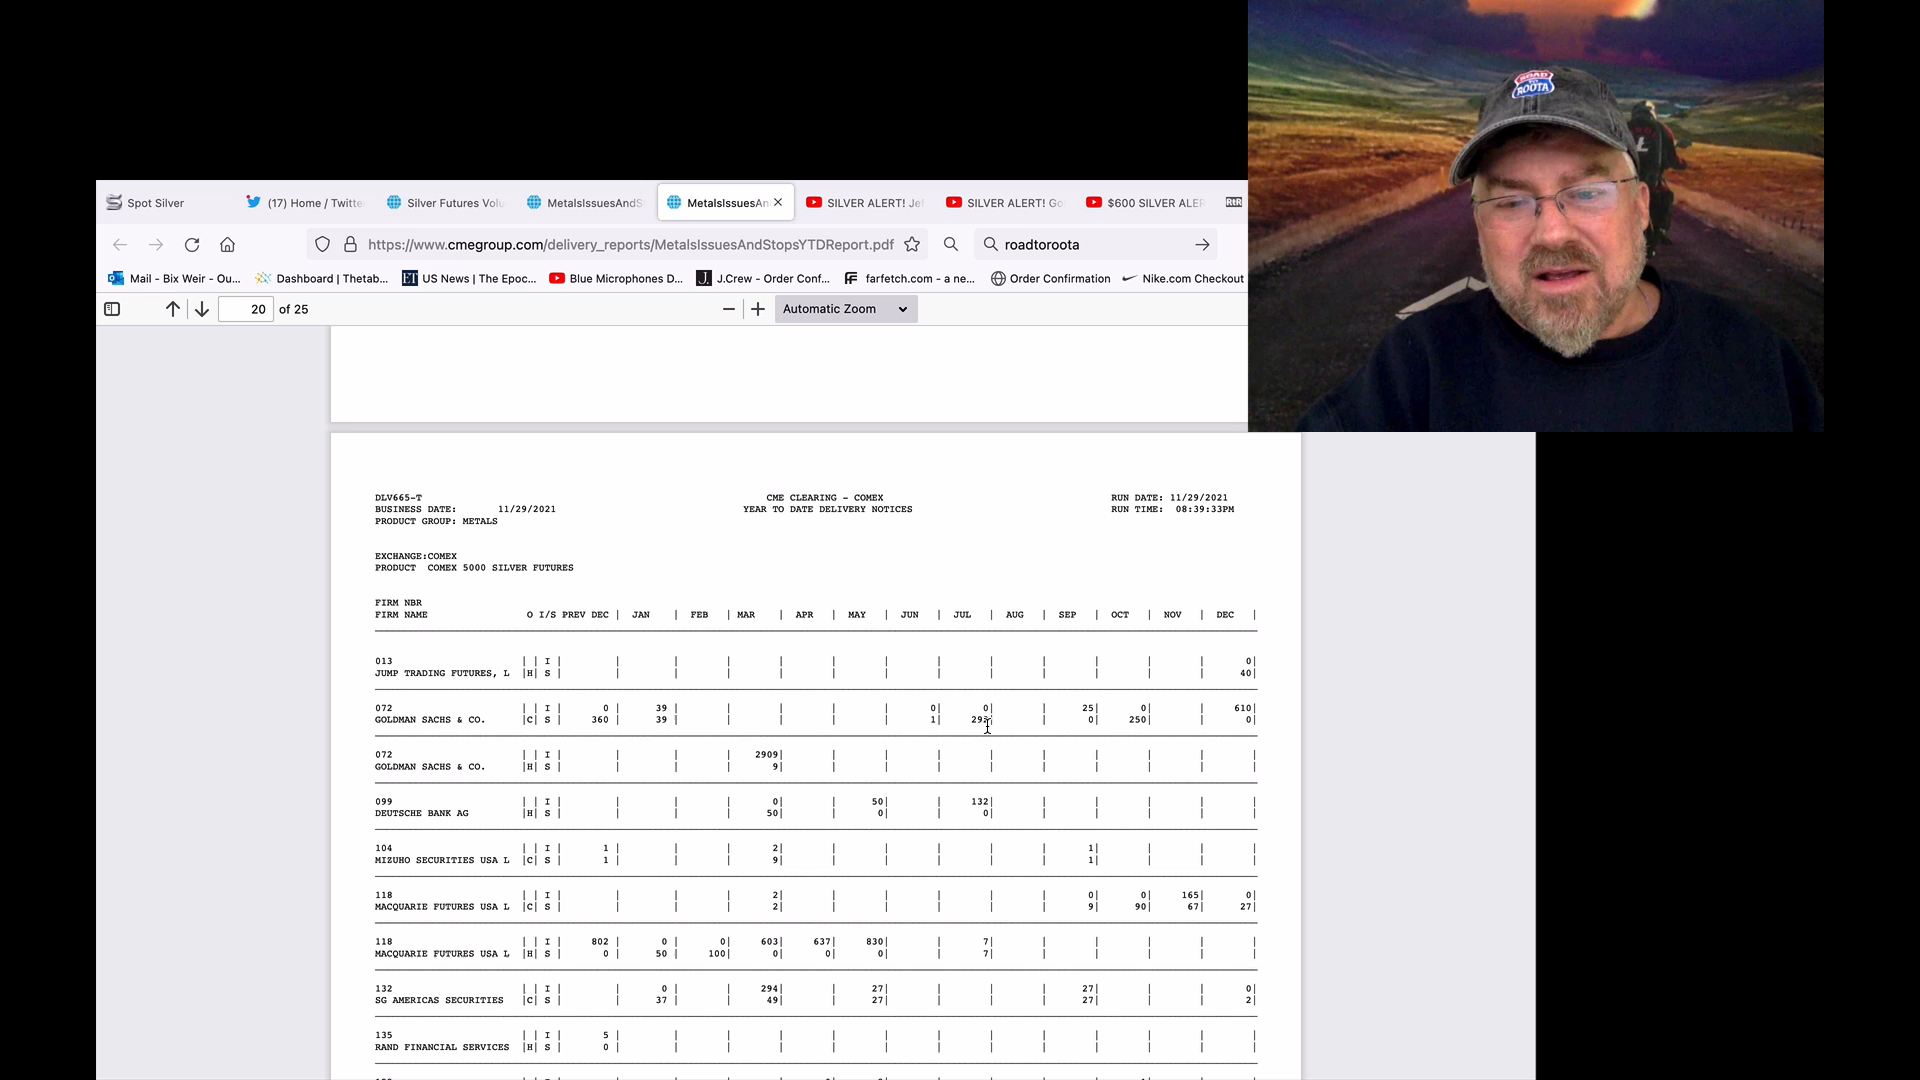 ROAD
TO
ROOTA
L
Spot Silver
(17) Home / Twitte
Silver Futures Volu
MetalsIssuesAndS
MetalsIssuesAn
SILVER ALERT! Je
SILVER ALERT! Go
$600 SILVER ALER
RTR
https://www.cmegroup.com/delivery_reports/MetalsIssuesAndStopsYTDReport.pdf
roadtoroota
Mail - Bix Weir - Ou...
Dashboard | Thetab...
ET US News | The Epoc...
Blue Microphones D...
J. J.Crew - Order Conf...
farfetch.com - a ne...
Order Confirmation
Nike.com Checkout
20 of 25
Automatic Zoom
DLV665-T CME CLEARING - COMEX RUN DATE: 11/29/2021
BUSINESS DATE: 11/29/2021 YEAR TO DATE DELIVERY NOTICES RUN TIME: 08:39:33PM
PRODUCT GROUP: METALS
EXCHANGE:COMEX
PRODUCT COMEX 5000 SILVER FUTURES
FIRM NBR
FIRM NAME O I/S PREV DEC | JAN | FEB | MAR | APR | MAY | JUN | JUL | AUG | SEP | OCT | NOV | DEC |
013 | | I | | | | | | | | | | | | 0|
JUMP TRADING FUTURES, L |H| S | | | | | | | | | | | | 40|
072 | | I | 0 | 39 | | | | | 0| 0| | 25| 0| | 610|
GOLDMAN SACHS & CO. |C| S | 360 | 39 | | | | | 1| | | 0| 250| | 0|
072 | | I | | | | 2909| | | | | | | | | |
GOLDMAN SACHS & CO. |H| S | | | | 9| | | | | | | | | |
099 | | I | | | | 0| | 50| | 132| | | | | |
DEUTSCHE BANK AG |H| S | | | | 50| | 0| | 0| | | | | |
104 | | I | 1 | | | 2| | | | | | 1| | | |
MIZUHO SECURITIES USA L |C| S | 1 | | | 9| | | | | | 1| | | |
118 | | I | | | | 2| | | | | | 0| 0| 165| 0|
MACQUARIE FUTURES USA L |C| S | | | | 2| | | | | | 9| 90| 67| 27|
118 | | I | 802 | 0 | 0| 603| 637| 830| | 7| | | | | |
MACQUARIE FUTURES USA L |H| S | 0 | 50 | 100| 0| 0| 0| | 7| | | | | |
132 | | I | | 0 | | 294| | 27| | | | 27| | | 0|
SG AMERICAS SECURITIES |C| S | | 37 | | 49| | 27| | | | 27| | | 2|
135 | | I | 5 | | | | | | | | | | | | |
RAND FINANCIAL SERVICES |H| S | 0 | | | | | | | | | | | | |